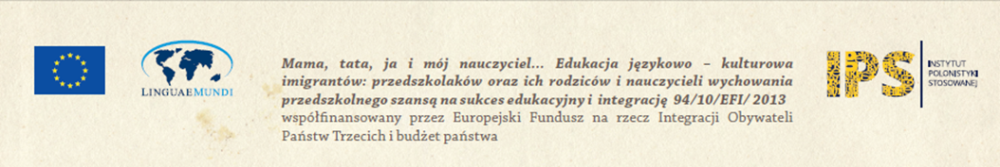 LINGUAEMUNDI
Mama, tata, ja i mój nauczyciel... Edukacja językowo – kulturowa
imigrantów: przedszkolaków oraz ich rodziców i nauczycieli wychowania
przedszkolnego szansą na sukces edukacyjny i integrację 94/10/EFI/ 2013
współfinansowany przez Europejski Fundusz na rzecz Integracji Obywateli
Państw Trzecich i budżet państwa
IPS
INSTYTUT
POLONISTYKI
STOSOWANEJ